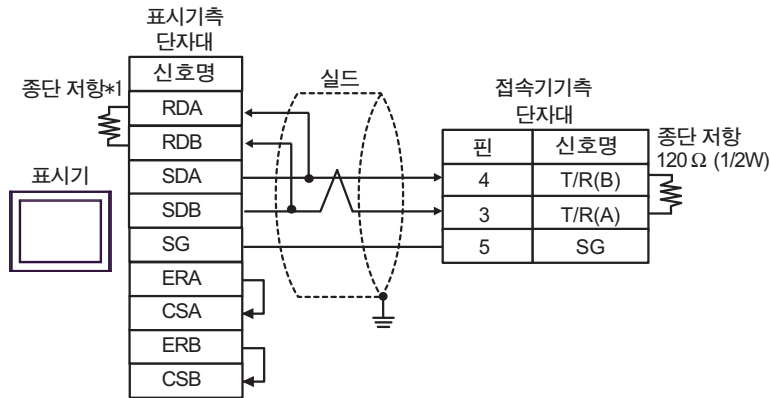 표시기측
단자대
신호명
종단 저항*1
RDA
RDB
SDA
SDB
SG
ERA
CSA
ERB
CSB
표시기
실드
접속기기측
단자대
핀 신호명
4 T/R(B)
3 T/R(A)
5 SG
종단 저항
120 Ω (1/2W)